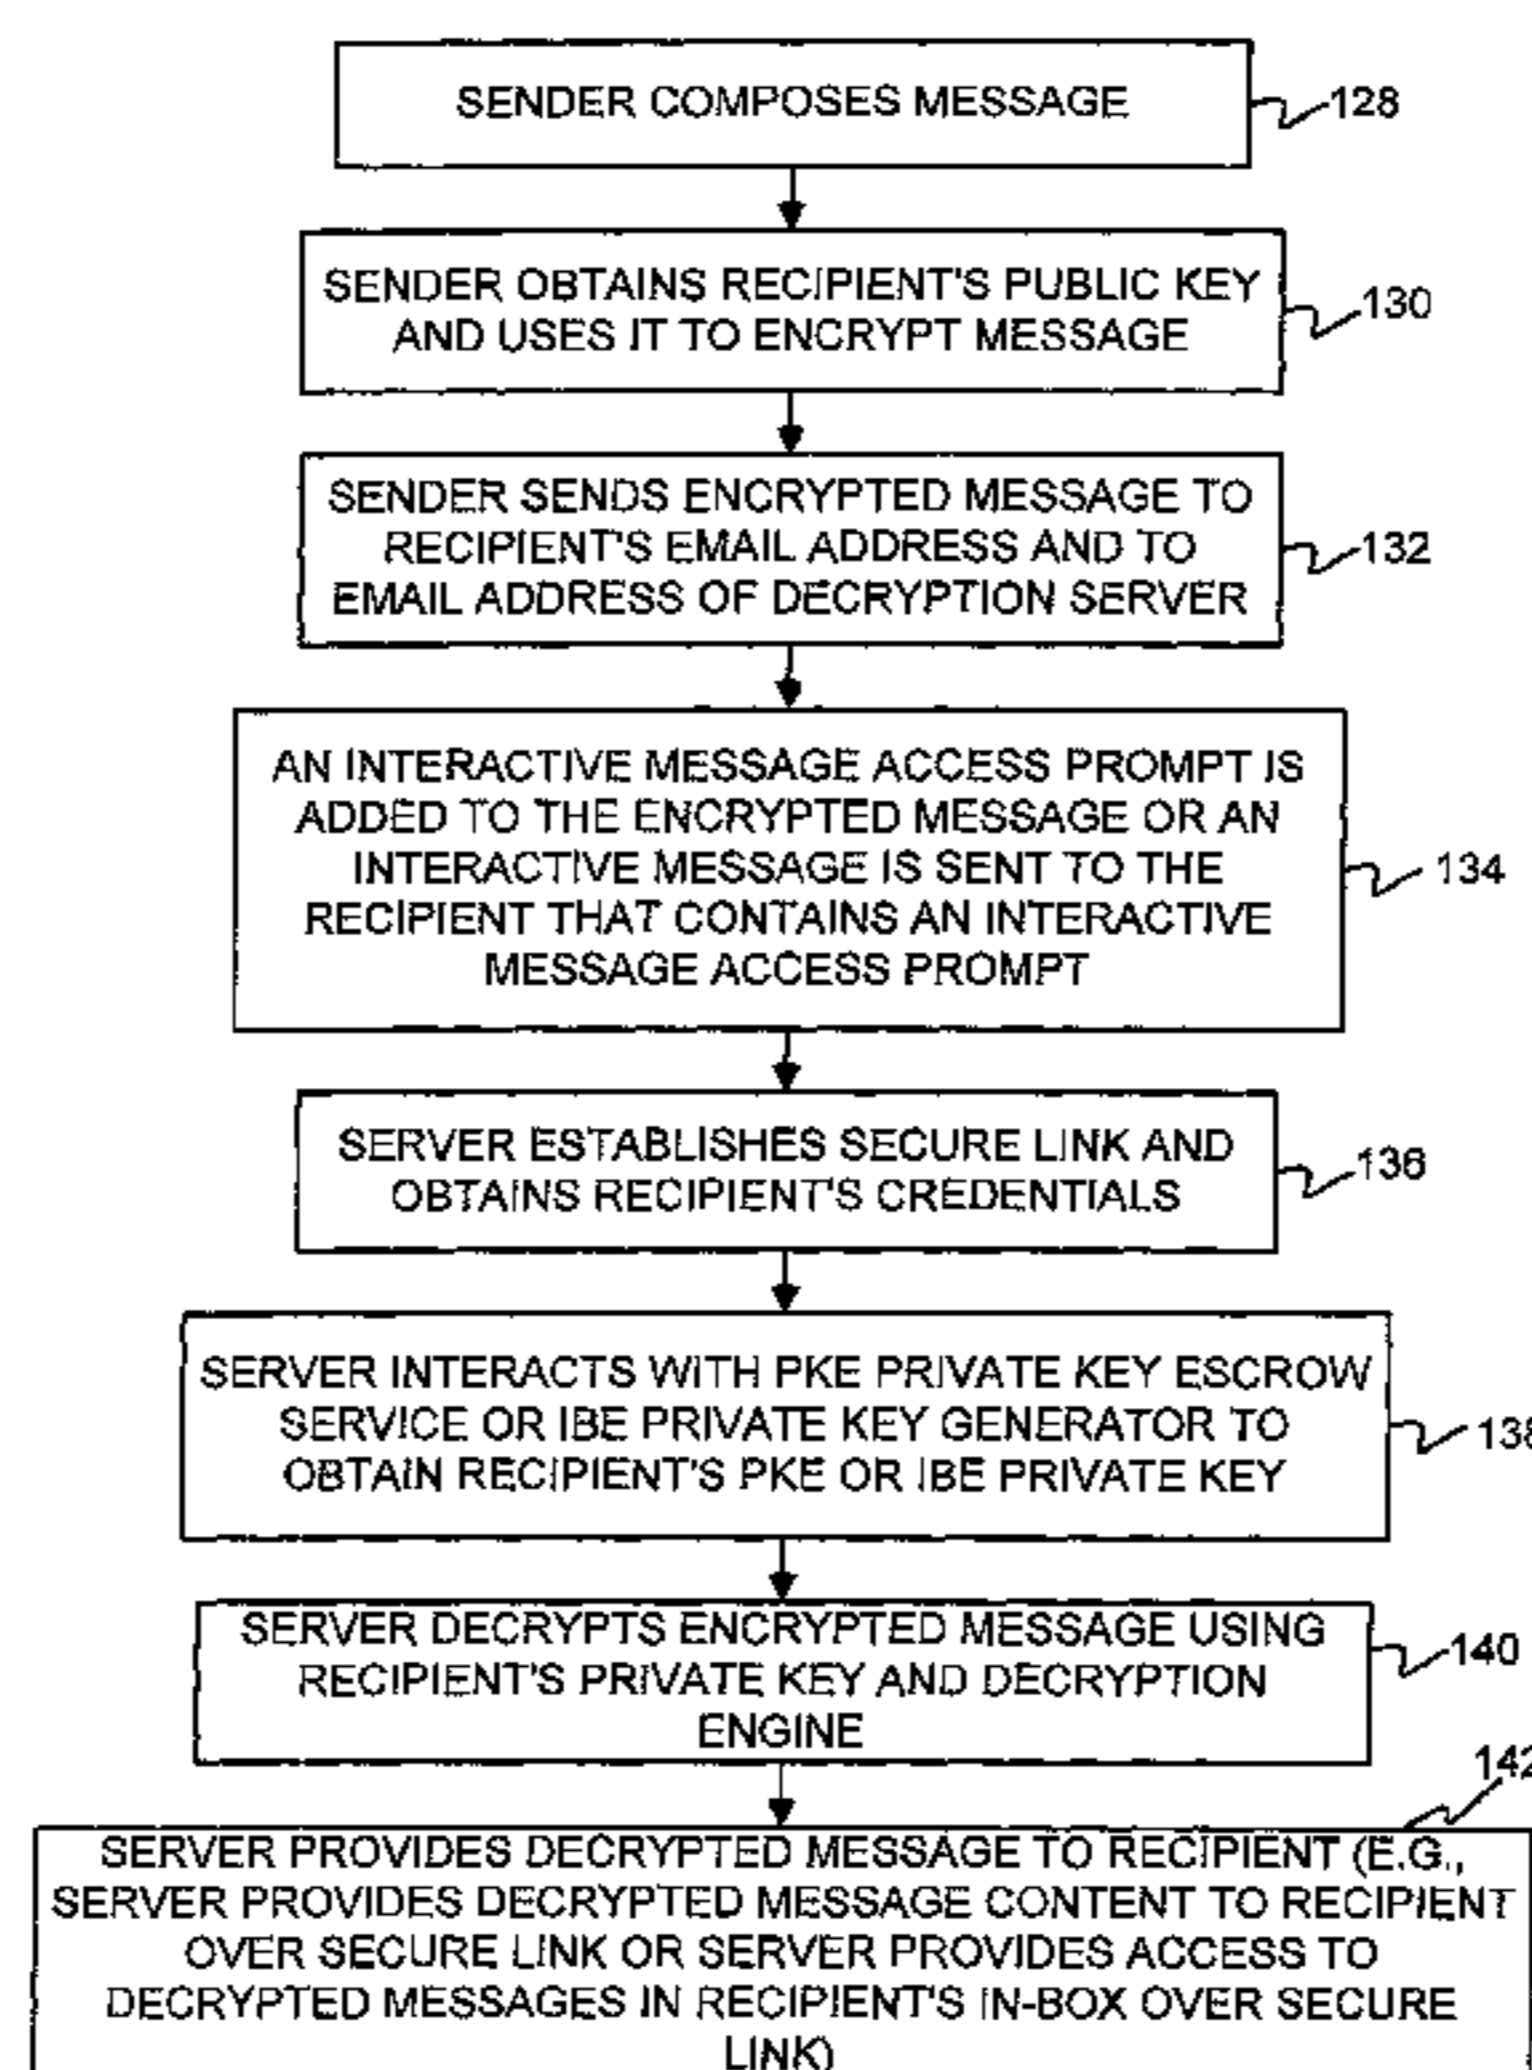 SENDER COMPOSES MESSAGE
128
SENDER OBTAINS RECIPIENT'S PUBLIC KEY
AND USES IT TO ENCRYPT MESSAGE
130
SENDER SENDS ENCRYPTED MESSAGE TO
RECIPIENT'S EMAIL ADDRESS AND TO
EMAIL ADDRESS OF DECRYPTION SERVER
132
AN INTERACTIVE MESSAGE ACCESS PROMPT IS
ADDED TO THE ENCRYPTED MESSAGE OR AN
INTERACTIVE MESSAGE IS SENT TO THE
RECIPIENT THAT CONTAINS AN INTERACTIVE
MESSAGE ACCESS PROMPT
134
SERVER ESTABLISHES SECURE LINK AND
OBTAINS RECIPIENT'S CREDENTIALS
136
SERVER INTERACTS WITH PKE PRIVATE KEY ESCROW
SERVICE OR IBE PRIVATE KEY GENERATOR TO
OBTAIN RECIPIENT'S PKE OR IBE PRIVATE KEY
138
SERVER DECRYPTS ENCRYPTED MESSAGE USING
RECIPIENT'S PRIVATE KEY AND DECRYPTION
ENGINE
140
142
SERVER PROVIDES DECRYPTED MESSAGE TO RECIPIENT (E.G.,
SERVER PROVIDES DECRYPTED MESSAGE CONTENT TO RECIPIENT
OVER SECURE LINK OR SERVER PROVIDES ACCESS TO
DECRYPTED MESSAGES IN RECIPIENT'S IN-BOX OVER SECURE
LINK)